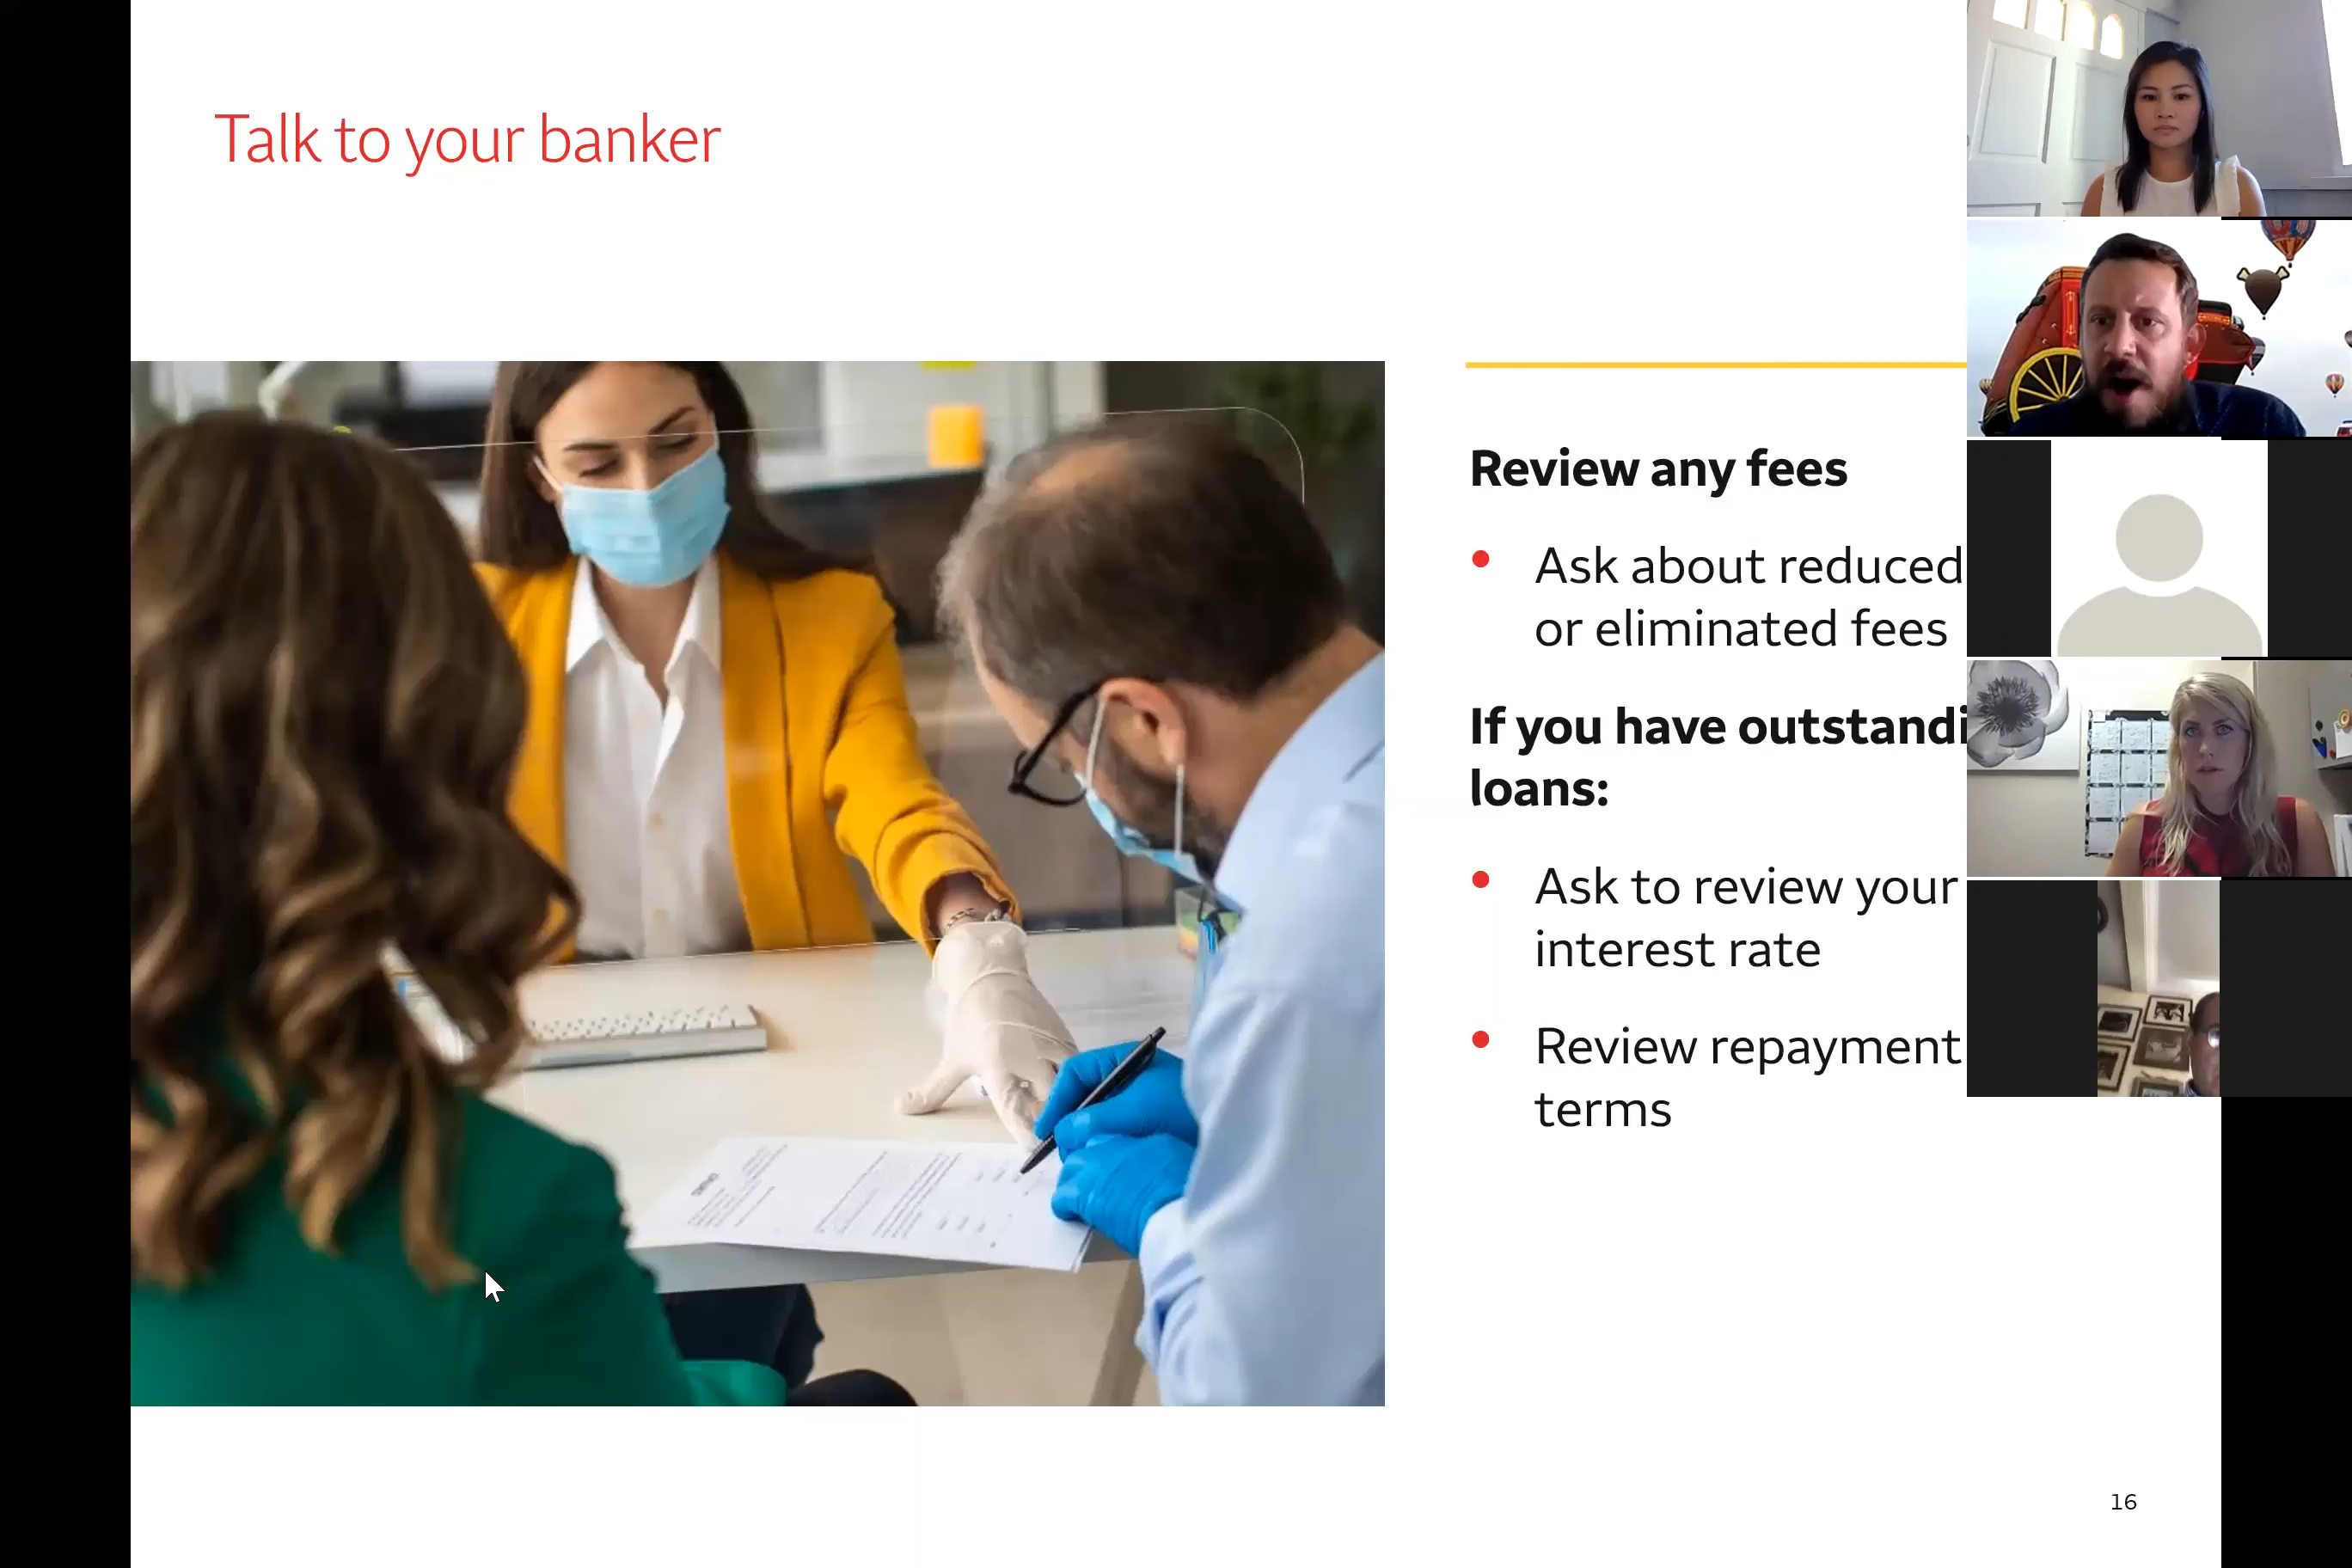 Talk to your banker
Review any fees
Ask about reduced
or eliminated fees
If you have outstandi
loans:
Ask to review your
interest rate
Review repayment
terms
16